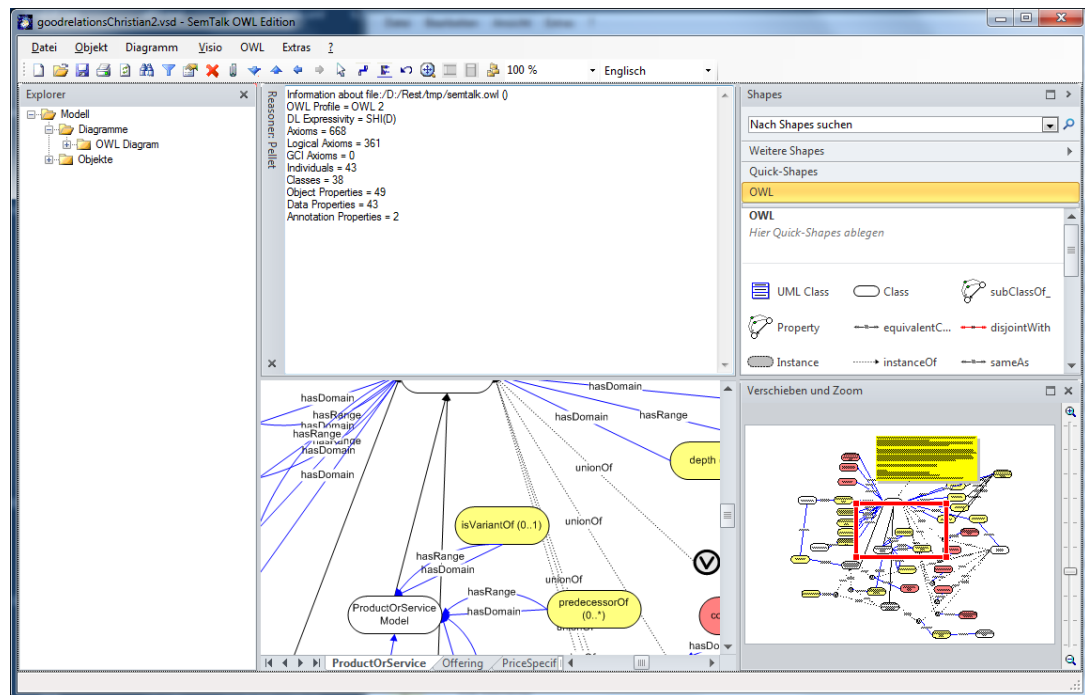 goodrelationsChristian2.vsd - SemTalk OWL Edition
Datei Objekt Diagramm Visio OWL Extras ?
100 % Englisch
Explorer
Modell
Diagramme
OWL Diagram
Objekte
Reasoner: Pellet
Information about file:/D:/Rest/tmp/semtalk.owl ()
OWL Profile = OWL 2
DL Expressivity = SHI(D)
Axioms = 668
Logical Axioms = 361
GCI Axioms = 0
Individuals = 43
Classes = 38
Object Properties = 49
Data Properties = 43
Annotation Properties = 2
hasDomain
hasRange
hasDomain
hasRange
hasRange
hasDomain
hasDomain
hasDomain
hasDomain
hasRange
depth
unionOf
isVariantOf (0..1)
unionOf
hasRange
hasDomain
unionOf
hasRange
ProductOrService
Model
hasDomain
predecessorOf
(0..*)
unionOf
co
hasDo
ProductOrService Offering PriceSpecif
Shapes
Nach Shapes suchen
Weitere Shapes
Quick-Shapes
OWL
OWL
Hier Quick-Shapes ablegen
UML Class Class subClassOf_
Property equivalentC... disjointWith
Instance instanceOf sameAs
Verschieben und Zoom